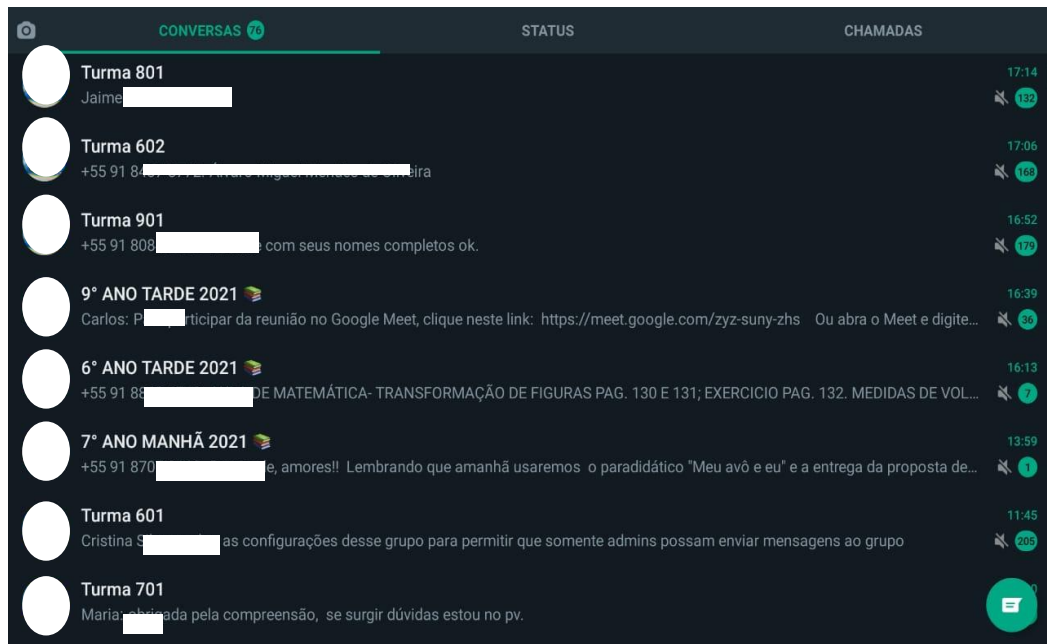 CONVERSAS 76
STATUS
CHAMADAS
Turma 801
17:14
Jaime
132
Turma 602
17:06
+55 91 eira
168
Turma 901
16:52
+55 91 808 com seus nomes completos ok.
179
9° ANO TARDE 2021 📚
16:39
Carlos: P rticipar da reunião no Google Meet, clique neste link: https://meet.google.com/zyz-suny-zhs Ou abra o Meet e digite...
36
6° ANO TARDE 2021 📚
16:13
+55 91 88 DE MATEMÁTICA- TRANSFORMAÇÃO DE FIGURAS PAG. 130 E 131; EXERCICIO PAG. 132. MEDIDAS DE VOL...
7
7° ANO MANHÃ 2021 📚
13:59
+55 91 870 e, amores!! Lembrando que amanhã usaremos o paradidático "Meu avô e eu" e a entrega da proposta de...
1
Turma 601
11:45
Cristina as configurações desse grupo para permitir que somente admins possam enviar mensagens ao grupo
205
Turma 701
Maria: obrigada pela compreensão, se surgir dúvidas estou no pv.